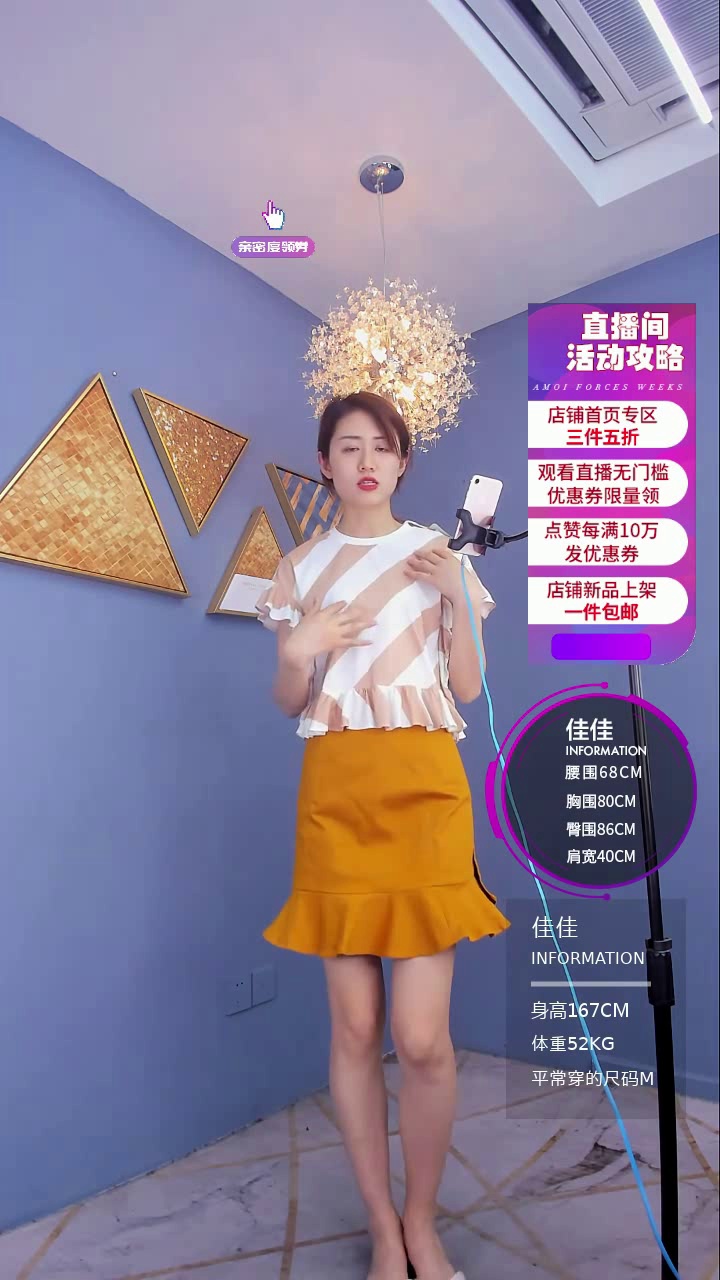 亲密度领券
直播间
活动攻略
AMOI FORCES WEEKS
店铺首页专区
三件五折
观看直播无门槛
优惠券限量领
点赞每满10万
发优惠券
店铺新品上架
一件包邮
佳佳
INFORMATION
腰围68CM
胸围80CM
臀围86CM
肩宽40CM
佳佳
INFORMATION
身高167CM
体重52KG
平常穿的尺码M